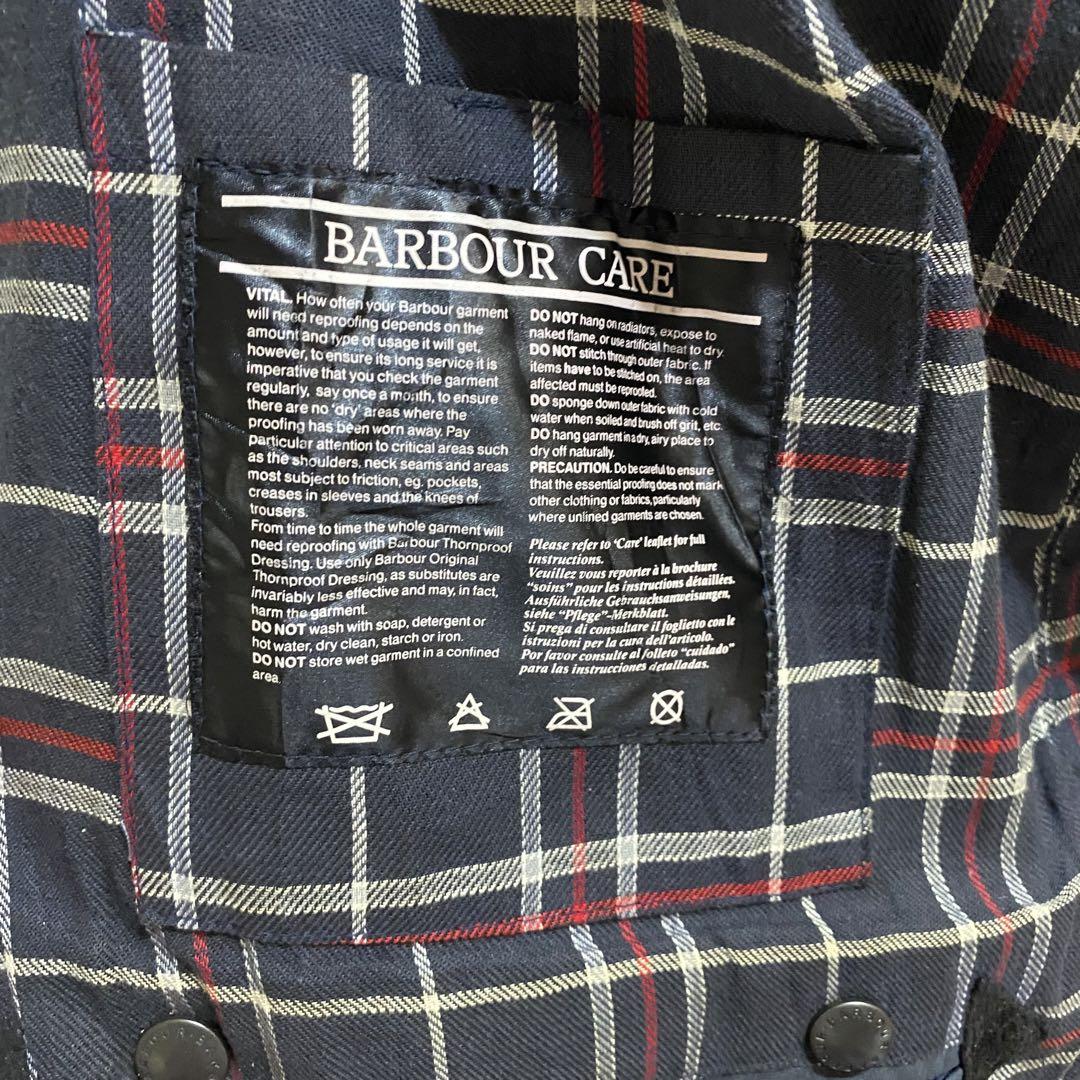 BARBOUR CARE
VITAL. How often your Barbour garment
will need reproofing depends on the
amount and type of usage it will get,
however, to ensure its long service it is
imperative that you check the garment
regularly, say once a month, to ensure
there are no 'dry' areas where the
proofing has been worn away. Pay
Particular attention to critical areas such
as the shoulders, neck seams and areas
most subject to friction, eg. pockets,
creases in sleeves and the knees of
trousers.
From time to time the whole garment will
need reproofing with Barbour Thornproof
Dressing. Use only Barbour Original
Thornproof Dressing, as substitutes are
invariably less effective and may, in fact,
harm the garment.
DO NOT wash with soap, detergent or
hot water, dry clean, starch or iron.
DO NOT store wet garment in a confined
area.
DO NOT hang on radiators, expose to
naked flame, or use artificial heat to dry.
DO NOT stitch through outer fabric. If
items have to be stitched on, the area
affected must be reproofed.
DO sponge down outer fabric with cold
water when soiled and brush off grit, etc.
DO hang garment in a dry, airy place to
dry off naturally.
PRECAUTION. Do be careful to ensure
that the essential proofing does not mark
other clothing or fabrics, particularly
where unlined garments are chosen.
Please refer to 'Care' leaflet for full
instructions.
Veuillez vous reporter à la brochure
"soins" pour les instructions détaillées.
Ausführliche Gebrauchsanweisungen,
siehe "Pflege"-Merkblatt.
Si prega di consultare il foglietto con le
istruzioni per la cura dell'articolo.
Por favor consulte al folleto "cuidado"
para las instrucciones detalladas.